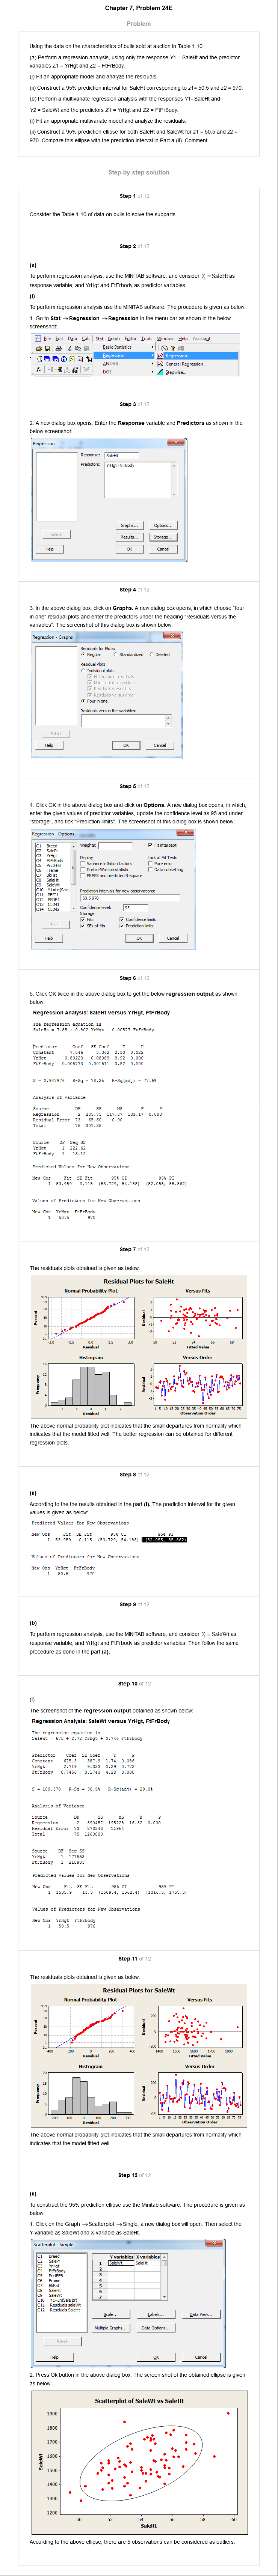 Chapter 7, Problem 24E
Problem
Using the data on the characteristics of bulls sold at auction in Table 1.10:
(a) Perform a regression analysis, using only the response Y1 = SaleHt and the predictor
variables Z1 = YrHgt and Z2 = FtFrBody.
(i) Fit an appropriate model and analyze the residuals.
(ii) Construct a 95% prediction interval for SaleHt corresponding to z1= 50.5 and z2 = 970.
(b) Perform a multivariate regression analysis with the responses Y1- SaleHt and
Y2 = SaleWt and the predictors Z1 = YrHgt and Z2 = FtFrBody.
(i) Fit an appropriate multivariate model and analyze the residuals.
(ii) Construct a 95% prediction ellipse for both SaleHt and SaleWt for z1 = 50.5 and z2 =
970. Compare this ellipse with the prediction interval in Part a (ii). Comment.
Step-by-step solution
Step 1 of 12
Consider the Table 1.10 of data on bulls to solve the subparts.
Step 2 of 12
(a)
To perform regression analysis, use the MINITAB software, and consider Y1 = SaleHt as
response variable, and YrHgt and FtFrBody as predictor variables.
(i)
To perform regression analysis use the MINITAB software. The procedure is given as below:
1. Go to Stat →Regression →Regression in the menu bar as shown in the below
screenshot:
File Edit Data Calc Stat Graph Editor Tools Window Help Assistant
Basic Statistics
Regression Regression...
ANOVA General Regression...
DOE Stepwise...
Step 3 of 12
2. A new dialog box opens. Enter the Response variable and Predictors as shown in the
below screenshot:
Regression
Response: SaleHt
Predictors: YrHgt FtFrBody
Graphs... Options...
Select Results... Storage...
Help OK Cancel
Step 4 of 12
3. In the above dialog box, click on Graphs. A new dialog box opens, in which choose "four
in one" residual plots and enter the predictors under the heading "Residuals versus the
variables". The screenshot of this dialog box is shown below:
Regression - Graphs
Residuals for Plots:
Regular Standardized Deleted
Residual Plots
Individual plots
Histogram of residuals
Normal plot of residuals
Residuals versus fits
Residuals versus order
Four in one
Residuals versus the variables:
Select
Help OK Cancel
Step 5 of 12
4. Click OK in the above dialog box and click on Options. A new dialog box opens, in which,
enter the given values of predictor variables, update the confidence level as 95 and under
"storage", and tick "Prediction limits". The screenshot of this dialog box is shown below:
Regression - Options
C1 Breed Weights: Fit intercept
C2 SalePr
C3 YrHgt Display Lack of Fit Tests
C4 FtFrBody Variance inflation factors Pure error
C5 PrctFFB Durbin-Watson statistic Data subsetting
C6 Frame PRESS and predicted R-square
C7 BkFat
C8 SaleHt Prediction intervals for new observations:
C9 SaleWt 50.5 970
C11 PFIT1 Confidence level: 95
C12 PSDF1 Storage
C13 CLIM1 Fits Confidence limits
C14 CLIM2 SEs of fits Prediction limits
Select
Help OK Cancel
Step 6 of 12
5. Click OK twice in the above dialog box to get the below regression output as shown
below:
Regression Analysis: SaleHt versus YrHgt, FtFrBody
The regression equation is
SaleHt = 7.85 + 0.802 YrHgt + 0.00577 FtFrBody
Predictor Coef SE Coef T P
Constant 7.846 3.362 2.33 0.022
YrHgt 0.80223 0.08089 9.92 0.000
FtFrBody 0.005773 0.001511 3.82 0.000
S = 0.947976 R-Sq = 78.2% R-Sq(adj) = 77.6%
Analysis of Variance
Source DF SS MS F P
Regression 2 235.75 117.87 131.17 0.000
Residual Error 73 65.60 0.90
Total 75 301.35
Source DF Seq SS
YrHgt 1 222.62
FtFrBody 1 13.12
Predicted Values for New Observations
New Obs Fit SE Fit 95% CI 95% PI
1 53.959 0.115 (53.729, 54.188) (52.055, 55.862)
Values of Predictors for New Observations
New Obs YrHgt FtFrBody
1 50.5 970
Step 7 of 12
The residuals plots obtained is given as below:
Residual Plots for SaleHt
Normal Probability Plot Versus Fits
Percent Residual
Residual Fitted Value
Histogram Versus Order
Frequency Residual
Residual Observation Order
The above normal probability plot indicates that the small departures from normality which
indicates that the model fitted well. The better regression can be obtained for different
regression plots.
Step 8 of 12
(ii)
According to the the results obtained in the part (i). The prediction interval for thr given
values is given as below:
Predicted Values for New Observations
New Obs Fit SE Fit 95% CI 95% PI
1 53.959 0.115 (53.729, 54.188) (52.055, 55.862)
Values of Predictors for New Observations
New Obs YrHgt FtFrBody
1 50.5 970
Step 9 of 12
(b)
To perform regression analysis, use the MINITAB software, and consider Y1 = SaleWt as
response variable, and YrHgt and FtFrBody as predictor variables. Then follow the same
procedure as done in the part (a).
Step 10 of 12
(i)
The screenshot of the regression output obtained as shown below:
Regression Analysis: SaleWt versus YrHgt, FtFrBody
The regression equation is
SaleWt = 675 + 2.72 YrHgt + 0.746 FtFrBody
Predictor Coef SE Coef T P
Constant 675.3 387.9 1.74 0.086
YrHgt 2.719 9.333 0.29 0.772
FtFrBody 0.7456 0.1743 4.28 0.000
S = 109.378 R-Sq = 30.9% R-Sq(adj) = 29.0%
Analysis of Variance
Source DF SS MS F P
Regression 2 390457 195225 16.32 0.000
Residual Error 73 873343 11964
Total 75 1263800
Source DF Seq SS
YrHgt 1 171553
FtFrBody 1 218903
Predicted Values for New Observations
New Obs Fit SE Fit 95% CI 95% PI
1 1535.9 13.3 (1509.4, 1562.4) (1316.3, 1755.5)
Values of Predictors for New Observations
New Obs YrHgt FtFrBody
1 50.5 970
Step 11 of 12
The residuals plots obtained is given as below:
Residual Plots for SaleWt
Normal Probability Plot Versus Fits
Percent Residual
Residual Fitted Value
Histogram Versus Order
Frequency Residual
Residual Observation Order
The above normal probability plot indicates that the small departures from normality which
indicates that the model fitted well.
Step 12 of 12
(ii)
To construct the 95% prediction ellipse use the Minitab software. The procedure is given as
below:
1. Click on the Graph →Scatterplot →Single, a new dialog box will open. Then select the
Y-variable as SaleWt and X-variable as SaleHt.
Scatterplot - Simple
C1 Breed Y variables X variables
C2 SalePr 1 SaleWt SaleHt
C3 YrHgt 2
C4 FtFrBody 3
C5 PrctFFB 4
C6 Frame 5
C7 BkFat 6
C8 SaleHt 7
C9 SaleWt
C11 Residuals saleWt Scale... Labels... Data View...
C12 Residuals SaleHt Multiple Graphs... Data Options...
Select
Help OK Cancel
2. Press Ok button in the above dialog box. The screen shot of the obtained ellipse is given
as below:
Scatterplot of SaleWt vs SaleHt
1900
1800
1700
1600
1500
1400
1300
1200
SaleWt
50 52 54 56 58 60
SaleHt
According to the above ellipse, there are 5 observations can be considered as outliers.